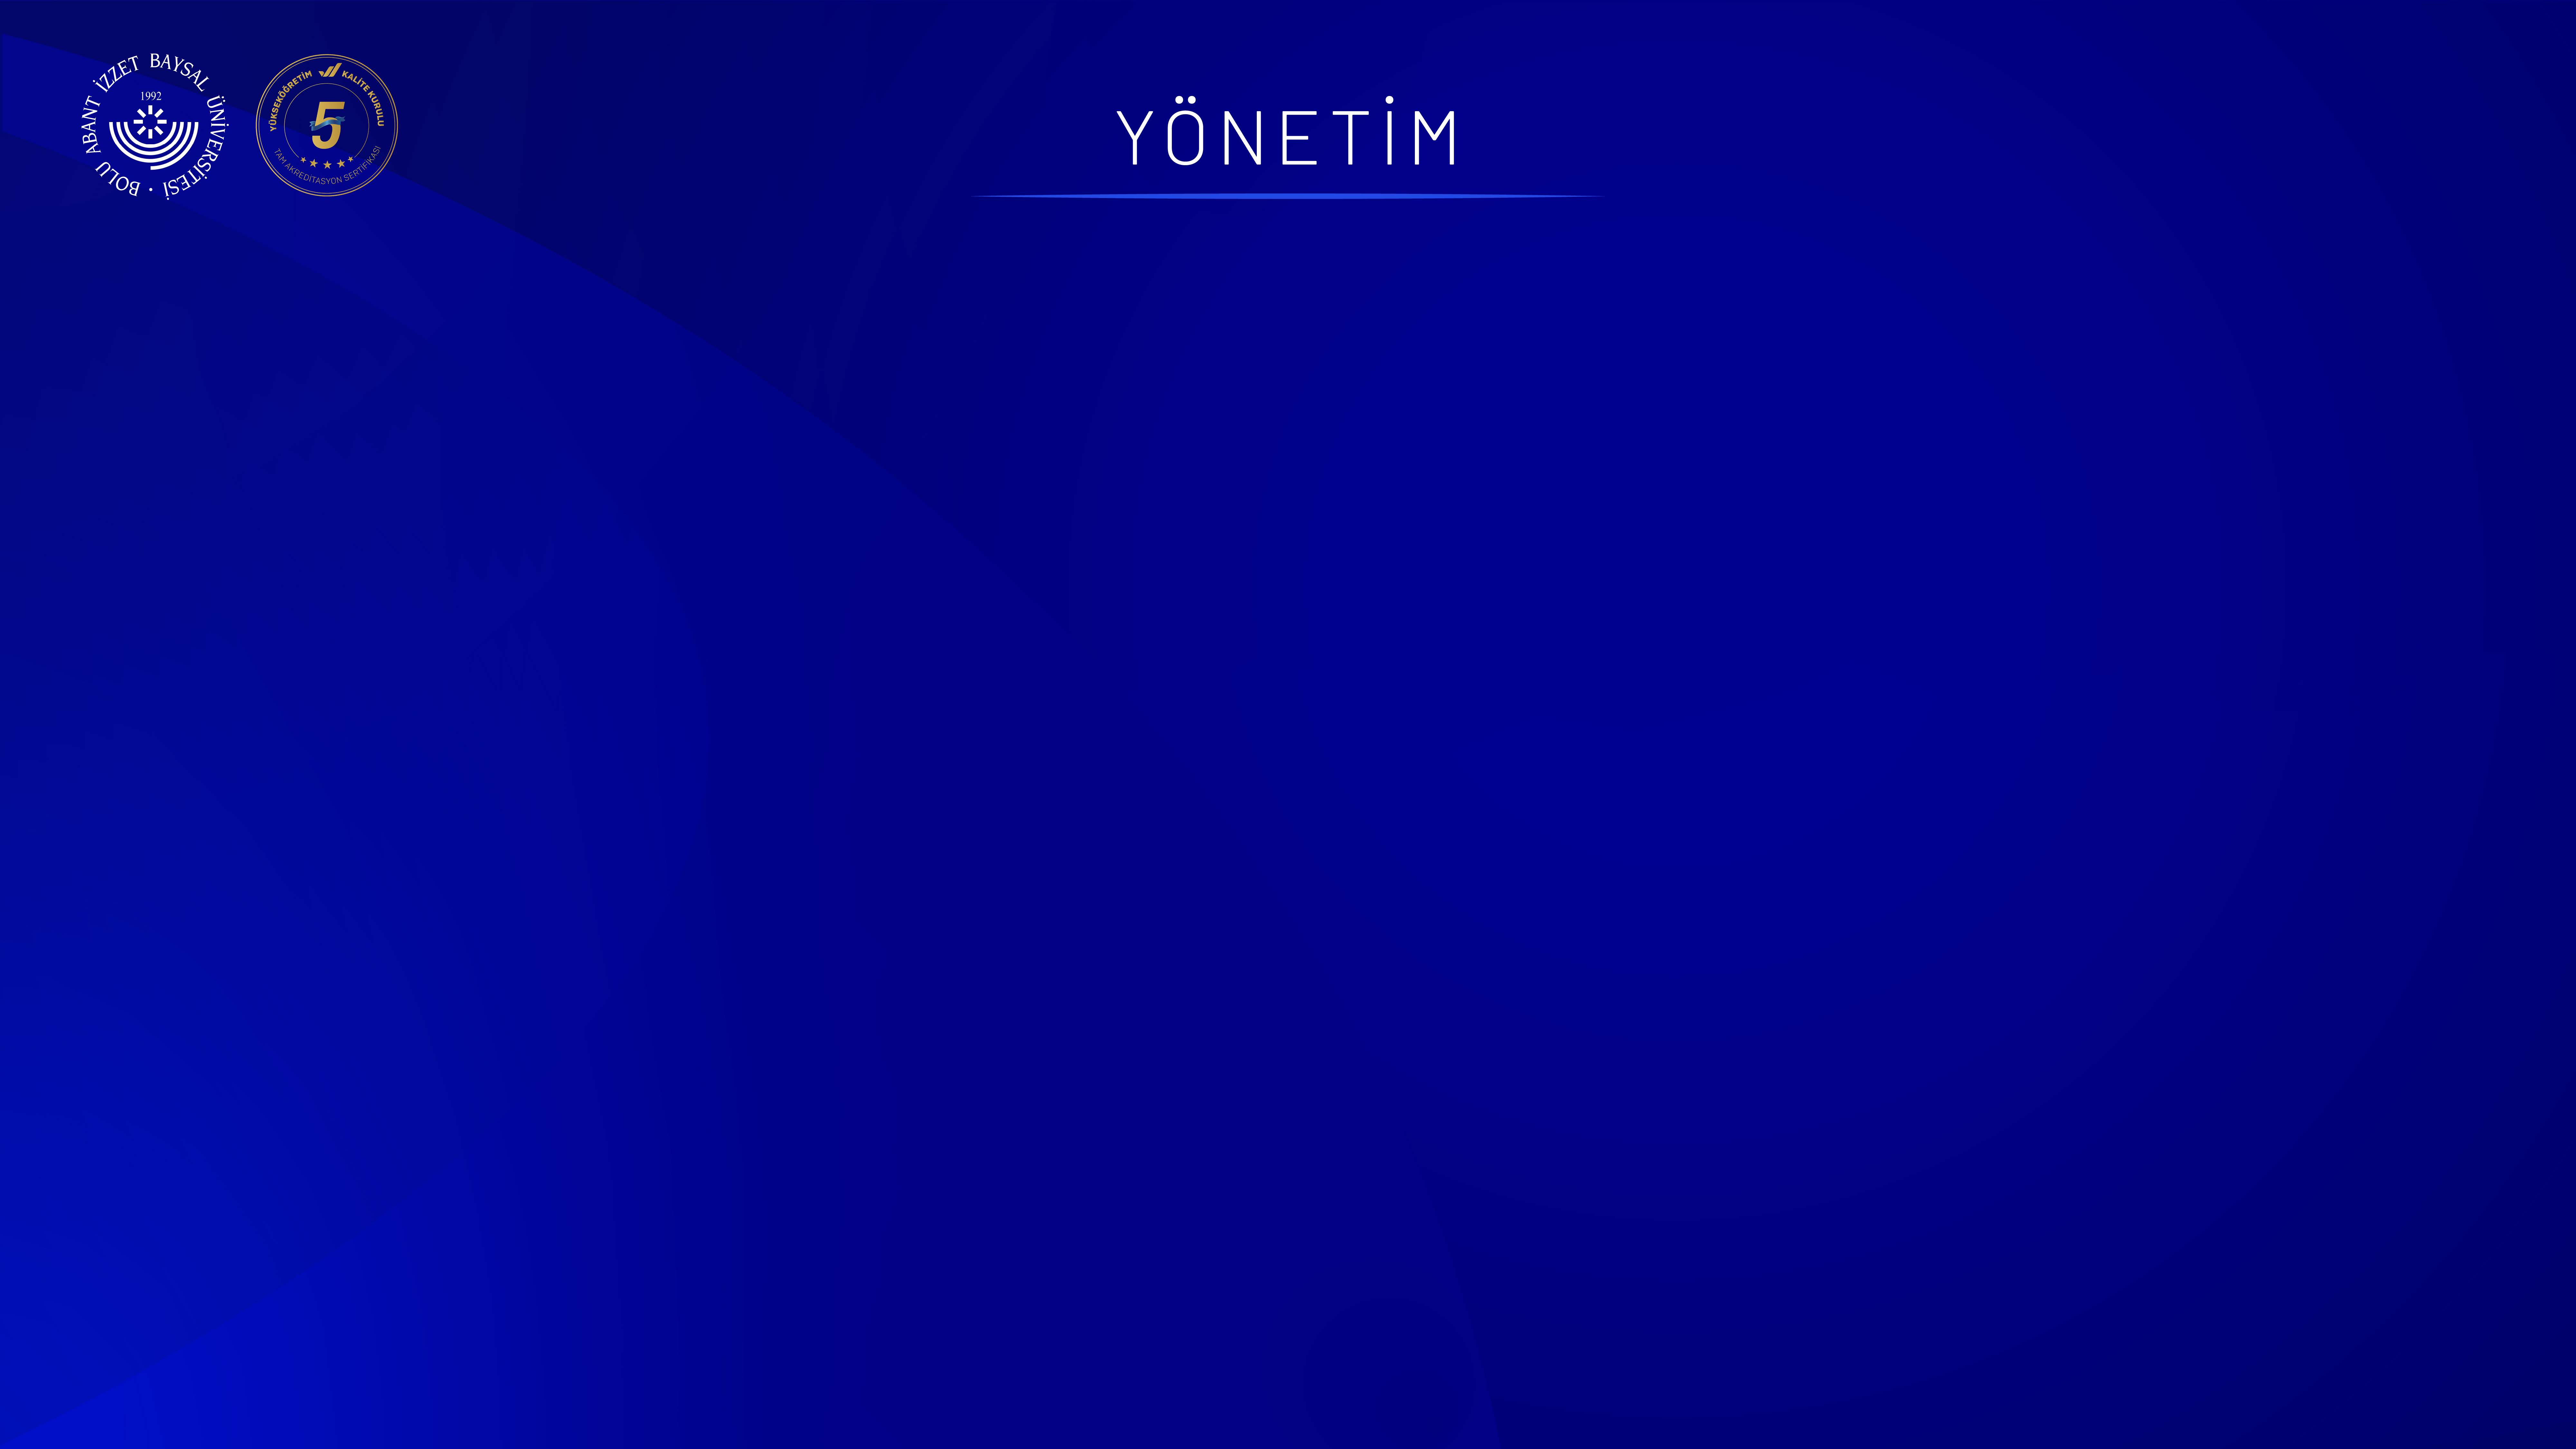 BOLU ABANT İZZET BAYSAL ÜNİVERSİTESİ •
1992
YÜKSEKÖĞRETİM KALİTE KURULU
5
TAM AKREDİTASYON SERTİFİKASI
YÖNETİM